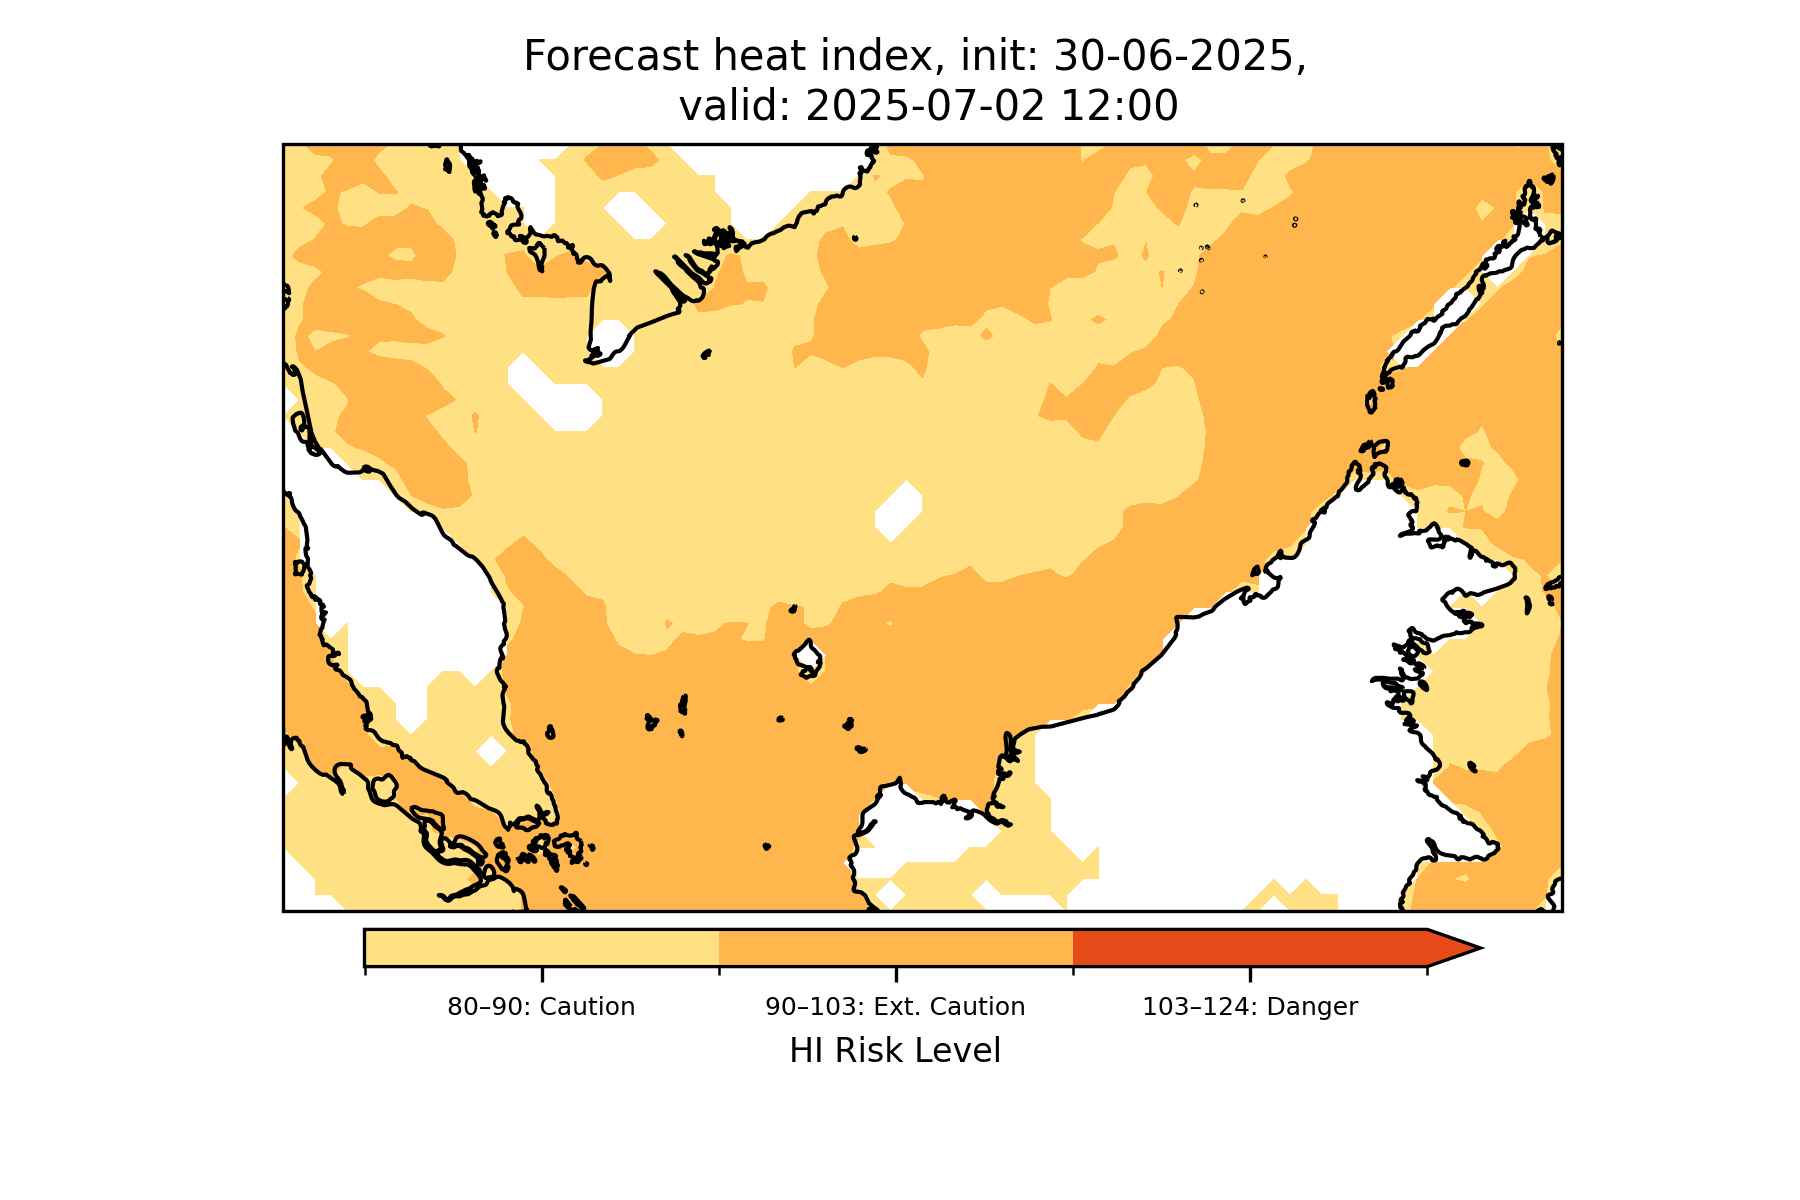 Forecast heat index, init: 30-06-2025,
valid: 2025-07-02 12:00
80–90: Caution
90–103: Ext. Caution
103–124: Danger
HI Risk Level